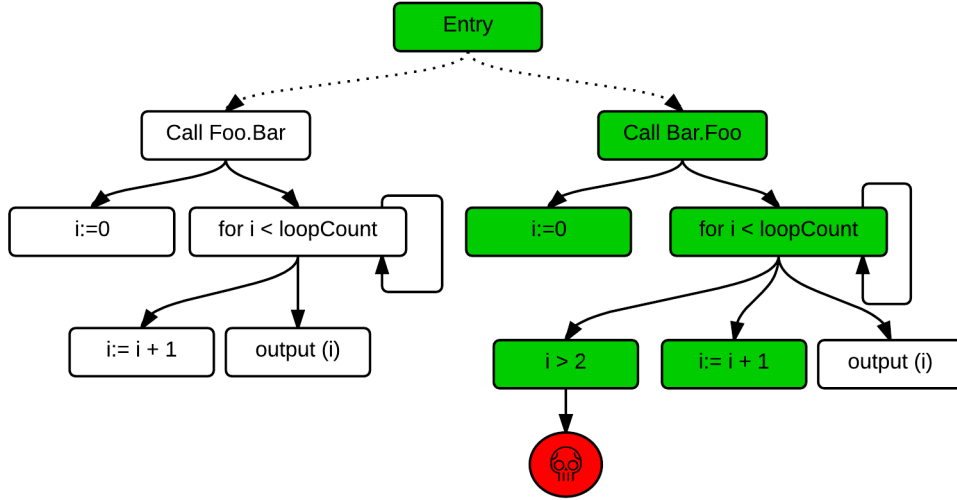 Entry
Call Foo.Bar
Call Bar.Foo
i:=0
for i < loopCount
i:=0
for i < loopCount
i:= i + 1
output (i)
i > 2
i:= i + 1
output (i)